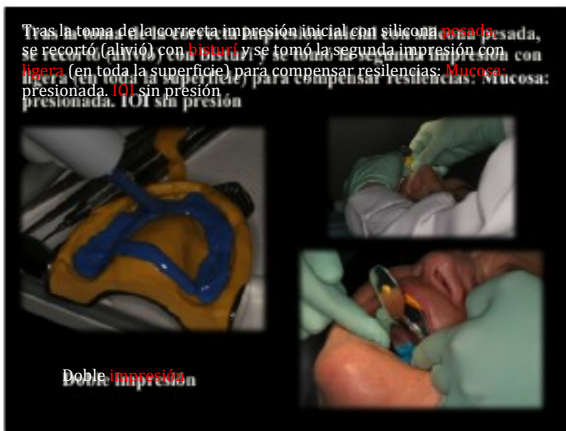 Tras la toma de la correcta impresión inicial con silicona pesada,
se recortó (alivió) con bisturí y se tomó la segunda impresión con
ligera (en toda la superficie) para compensar resilencias: Mucosa:
presionada. IOI sin presión
Doble impresión